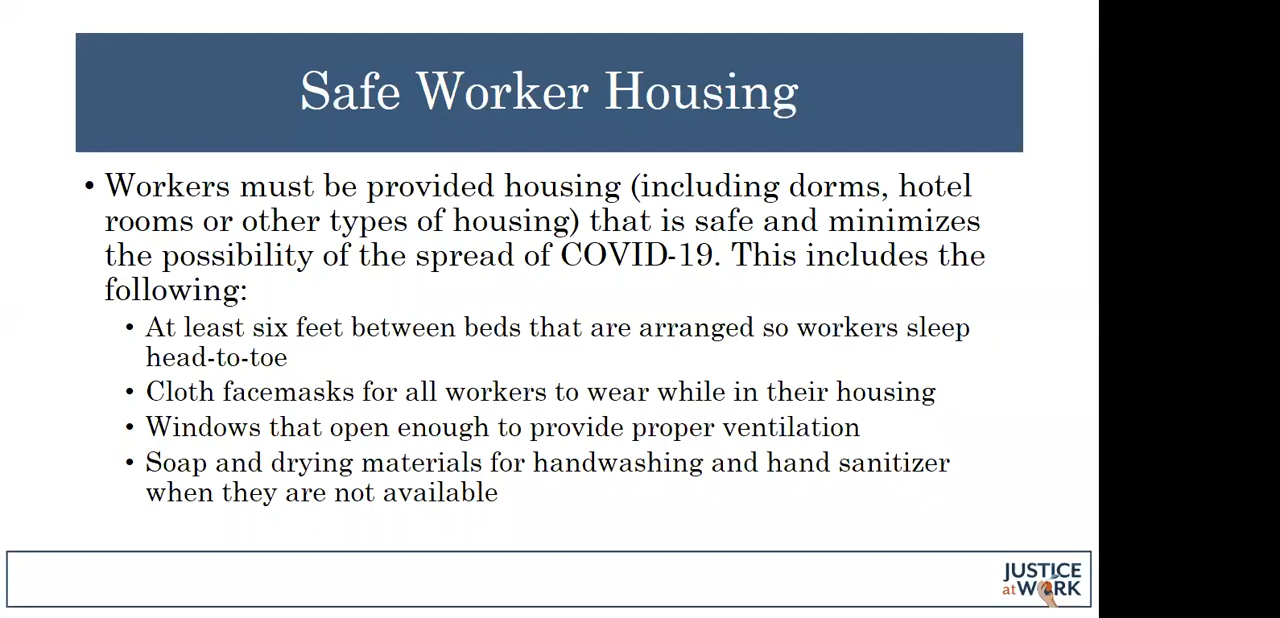 Safe Worker Housing
• Workers must be provided housing (including dorms, hotel
rooms or other types of housing) that is safe and minimizes
the possibility of the spread of COVID-19. This includes the
following:
• At least six feet between beds that are arranged so workers sleep
head-to-toe
• Cloth facemasks for all workers to wear while in their housing
• Windows that open enough to provide proper ventilation
• Soap and drying materials for handwashing and hand sanitizer
when they are not available
JUSTICE
at WORK